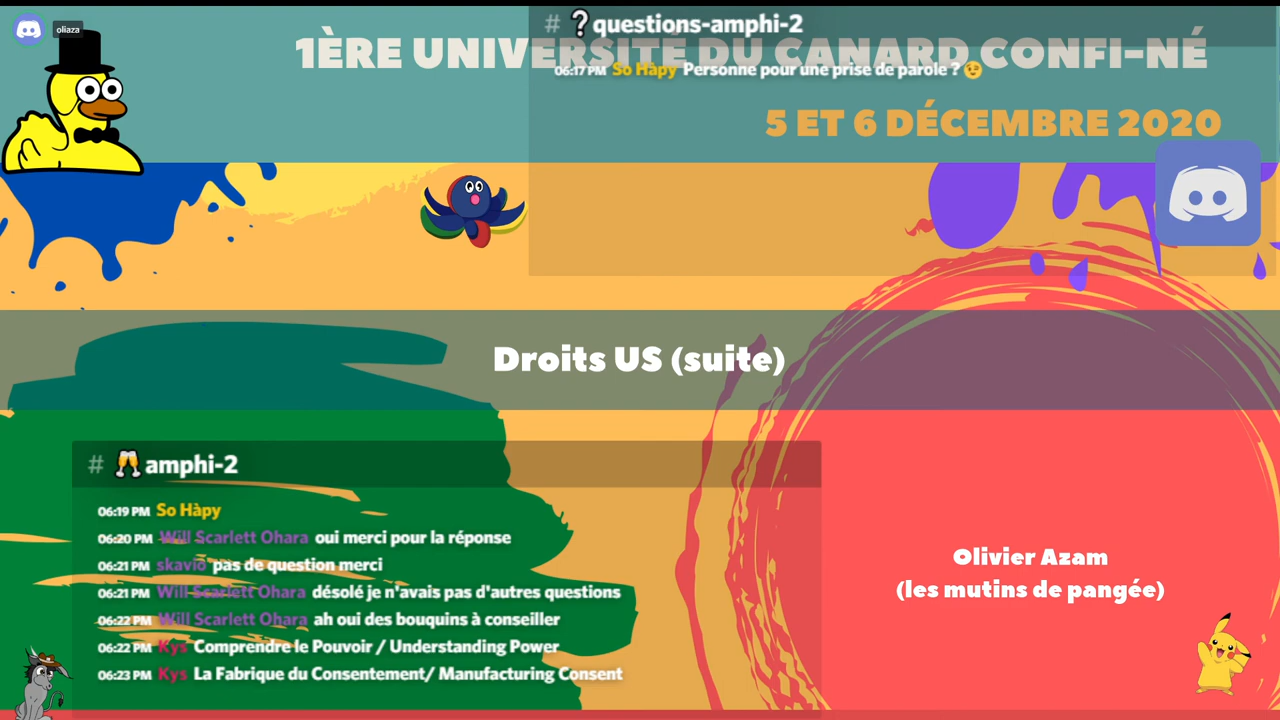 oliaza
# ❓questions-amphi-2
1ÈRE UNIVERSITÉ DU CANARD CONFI-NÉ
06:17 PM So Hàpy Personne pour une prise de parole ? 😉
5 ET 6 DÉCEMBRE 2020
Droits US (suite)
# 🥂amphi-2
06:19 PM So Hàpy
06:20 PM Will Scarlett Ohara oui merci pour la réponse
06:21 PM skavio pas de question merci
06:21 PM Will Scarlett Ohara désolé je n'avais pas d'autres questions
06:22 PM Will Scarlett Ohara ah oui des bouquins à conseiller
06:22 PM Kys Comprendre le Pouvoir / Understanding Power
06:23 PM Kys La Fabrique du Consentement/ Manufacturing Consent
Olivier Azam
(les mutins de pangée)